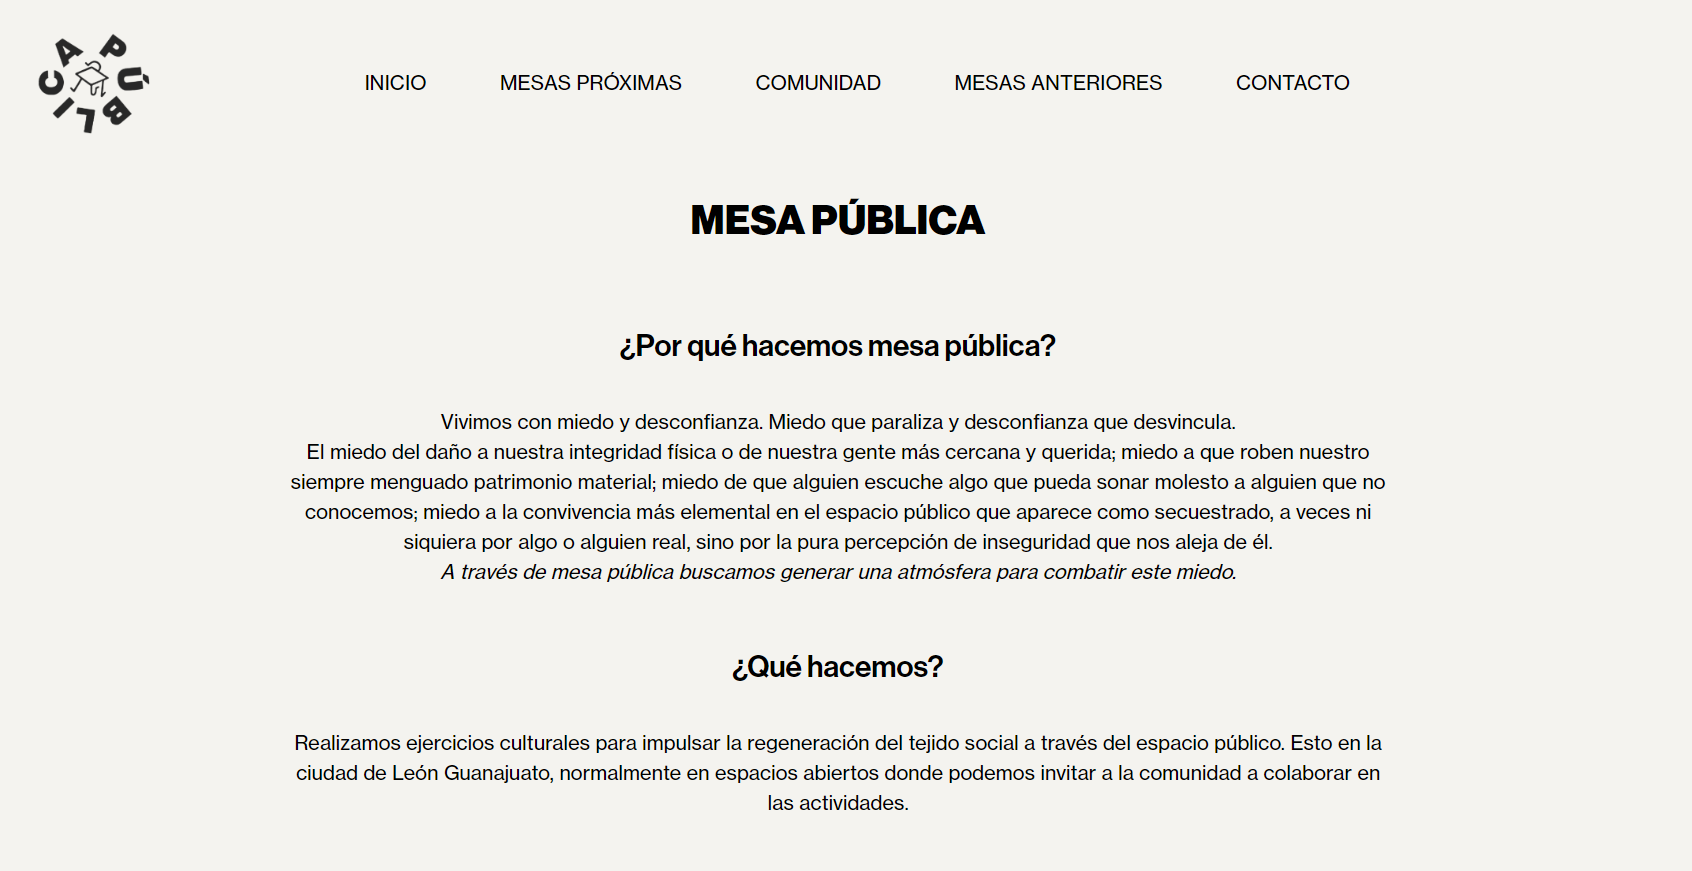 PÚBLICA
INICIO MESAS PRÓXIMAS COMUNIDAD MESAS ANTERIORES CONTACTO
MESA PÚBLICA
¿Por qué hacemos mesa pública?
Vivimos con miedo y desconfianza. Miedo que paraliza y desconfianza que desvincula.
El miedo del daño a nuestra integridad física o de nuestra gente más cercana y querida; miedo a que roben nuestro
siempre menguado patrimonio material; miedo de que alguien escuche algo que pueda sonar molesto a alguien que no
conocemos; miedo a la convivencia más elemental en el espacio público que aparece como secuestrado, a veces ni
siquiera por algo o alguien real, sino por la pura percepción de inseguridad que nos aleja de él.
A través de mesa pública buscamos generar una atmósfera para combatir este miedo.
¿Qué hacemos?
Realizamos ejercicios culturales para impulsar la regeneración del tejido social a través del espacio público. Esto en la
ciudad de León Guanajuato, normalmente en espacios abiertos donde podemos invitar a la comunidad a colaborar en
las actividades.